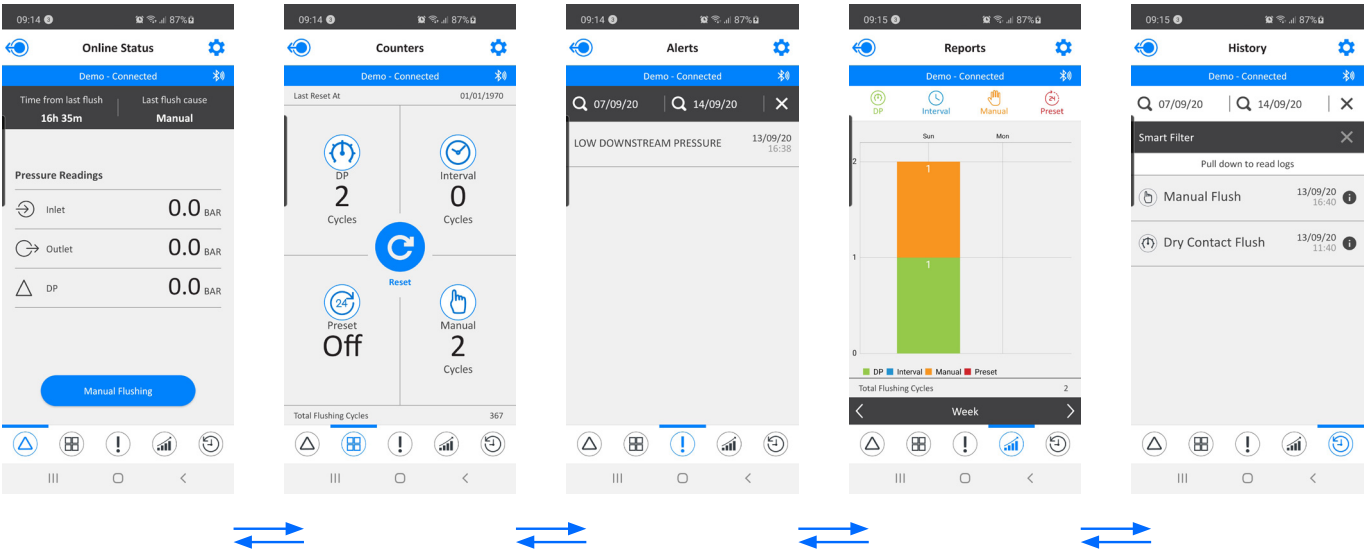 09:14 3 87%
Online Status
Demo - Connected
Time from last flush Last flush cause
16h 35m Manual
Pressure Readings
Inlet 0.0 BAR
Outlet 0.0 BAR
DP 0.0 BAR
Manual Flushing
09:14 3 87%
Counters
Demo - Connected
Last Reset At 01/01/1970
DP Interval
2 0
Cycles Cycles
Reset
24
Preset Manual
Off 2
Cycles
Total Flushing Cycles 367
09:14 3 87%
Alerts
Demo - Connected
07/09/20 14/09/20
LOW DOWNSTREAM PRESSURE 13/09/20
16:38
09:15 3 87%
Reports
Demo - Connected
24
DP Interval Manual Preset
Sun Mon
2
1
1
1
0
DP Interval Manual Preset
Total Flushing Cycles 2
Week
09:15 3 87%
History
Demo - Connected
07/09/20 14/09/20
Smart Filter
Pull down to read logs
Manual Flush 13/09/20
16:40
Dry Contact Flush 13/09/20
11:40